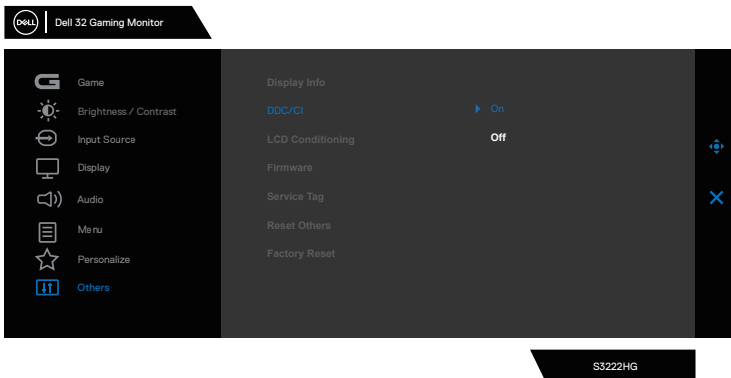 DELL
Dell 32 Gaming Monitor
Game
Brightness / Contrast
Input Source
Display
Audio
Menu
Personalize
Others
Display Info
DDC/CI
On
Off
LCD Conditioning
Firmware
Service Tag
Reset Others
Factory Reset
S3222HG